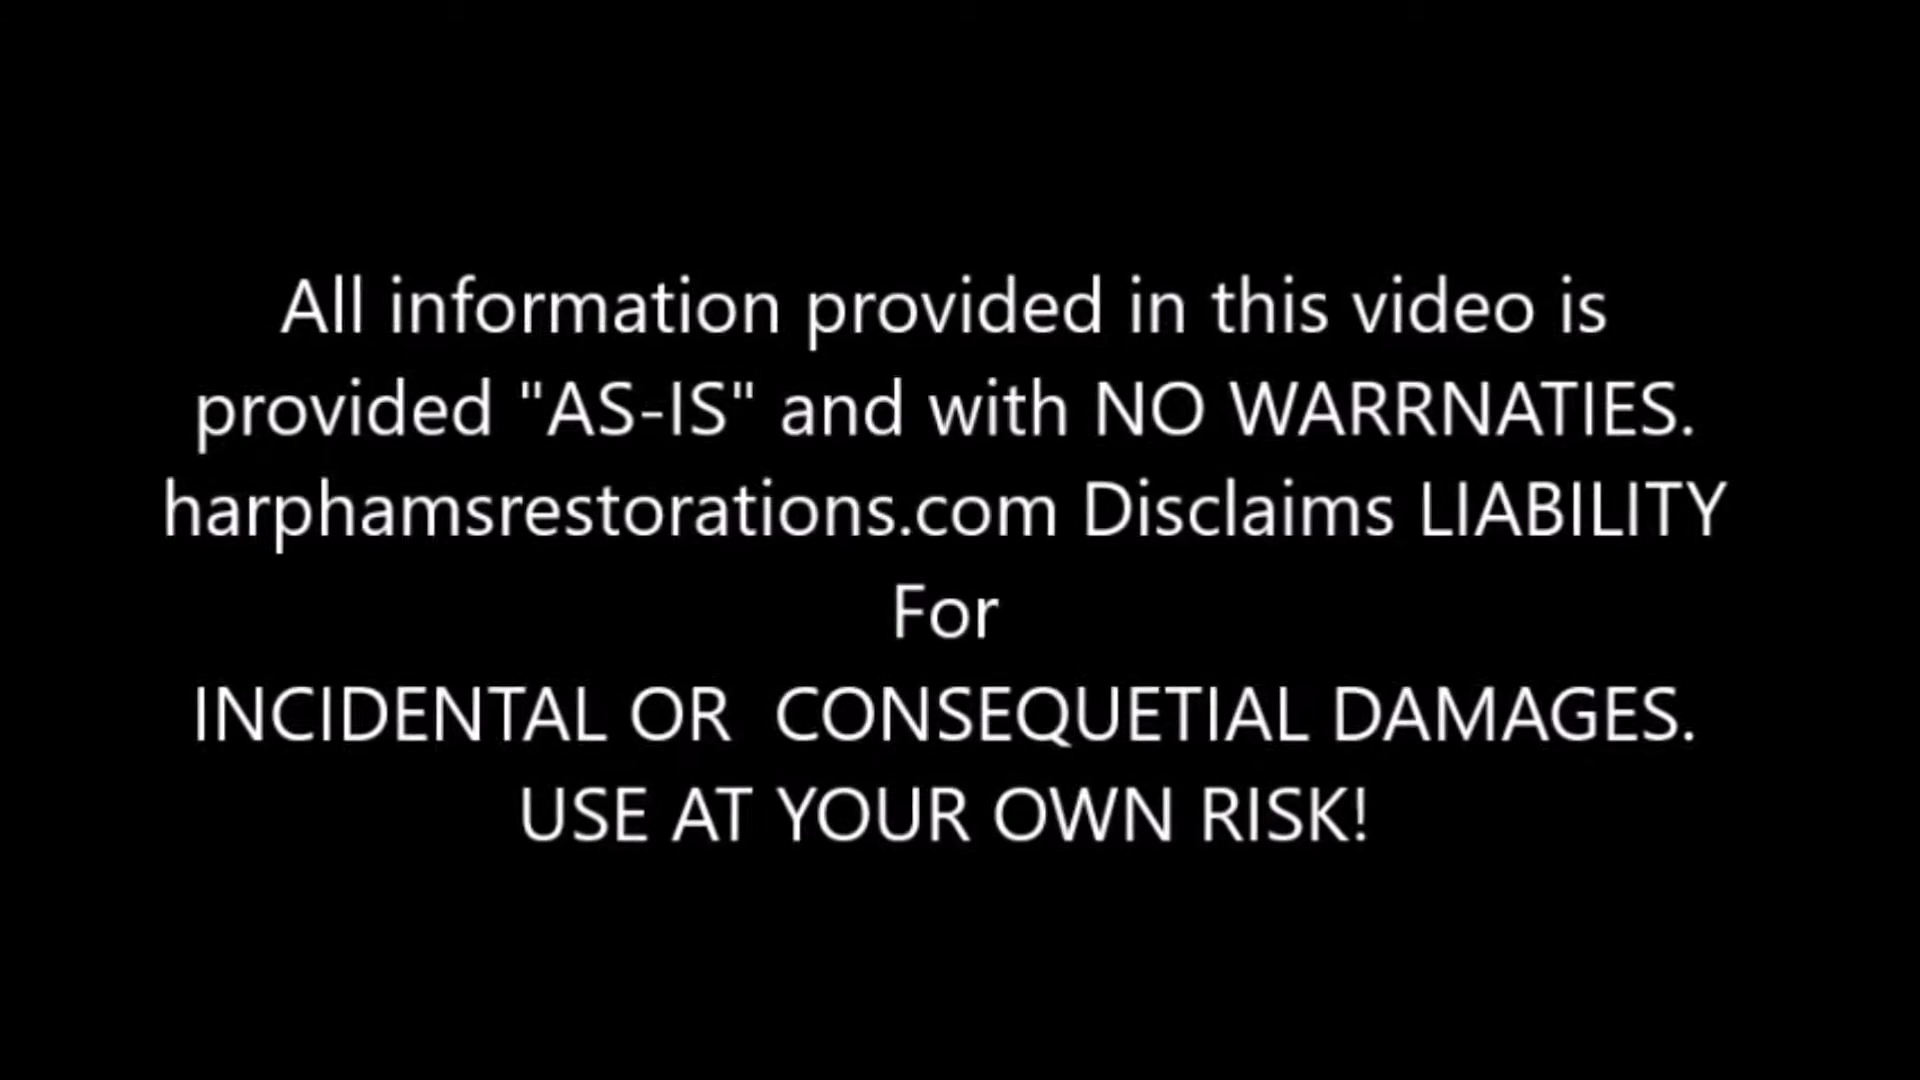 All information provided in this video is
provided "AS-IS" and with NO WARRNATIES.
harphamsrestorations.com Disclaims LIABILITY
For
INCIDENTAL OR  CONSEQUETIAL DAMAGES.
USE AT YOUR OWN RISK!